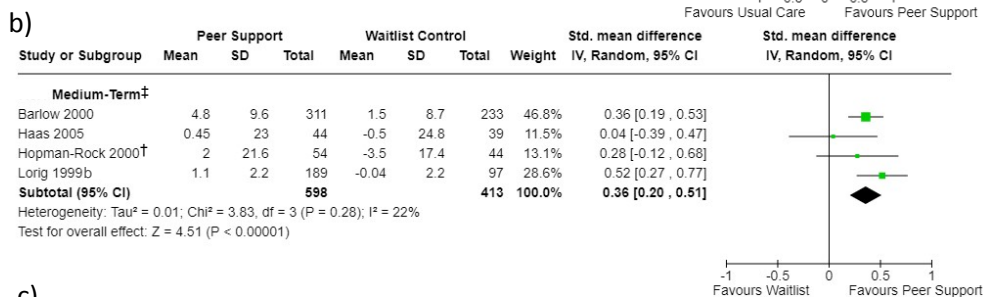 Favours Usual Care Favours Peer Support
b)
Peer Support Waitlist Control Std. mean difference Std. mean difference
Study or Subgroup Mean SD Total Mean SD Total Weight IV, Random, 95% CI IV, Random, 95% CI
Medium-Term‡
Barlow 2000 4.8 9.6 311 1.5 8.7 233 46.8% 0.36 [0.19 , 0.53]
Haas 2005 0.45 23 44 -0.5 24.8 39 11.5% 0.04 [-0.39 , 0.47]
Hopman-Rock 2000† 2 21.6 54 -3.5 17.4 44 13.1% 0.28 [-0.12 , 0.68]
Lorig 1999b 1.1 2.2 189 -0.04 2.2 97 28.6% 0.52 [0.27 , 0.77]
Subtotal (95% CI) 598 413 100.0% 0.36 [0.20 , 0.51]
Heterogeneity: Tau² = 0.01; Chi² = 3.83, df = 3 (P = 0.28); I² = 22%
Test for overall effect: Z = 4.51 (P < 0.00001)
-1 -0.5 0 0.5 1
Favours Waitlist Favours Peer Support
c)